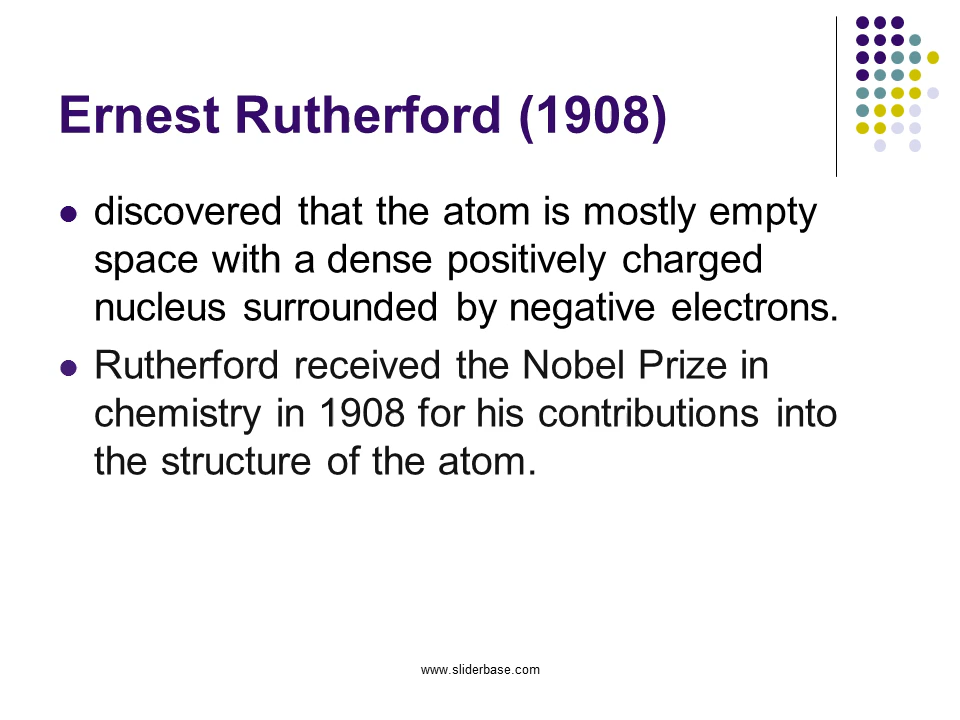 Ernest Rutherford (1908)
discovered that the atom is mostly empty
space with a dense positively charged
nucleus surrounded by negative electrons.
Rutherford received the Nobel Prize in
chemistry in 1908 for his contributions into
the structure of the atom.
www.sliderbase.com